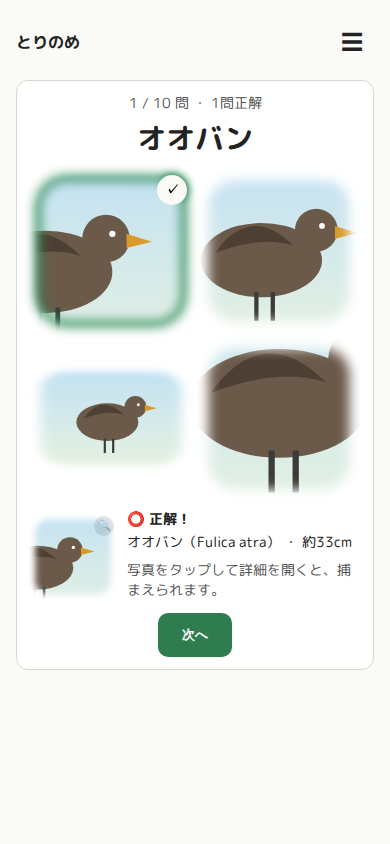 とりのめ
1 / 10 問 ・ 1問正解
オオバン
正解！
オオバン（Fulica atra） ・ 約33cm
写真をタップして詳細を開くと、捕
まえられます。
次へ